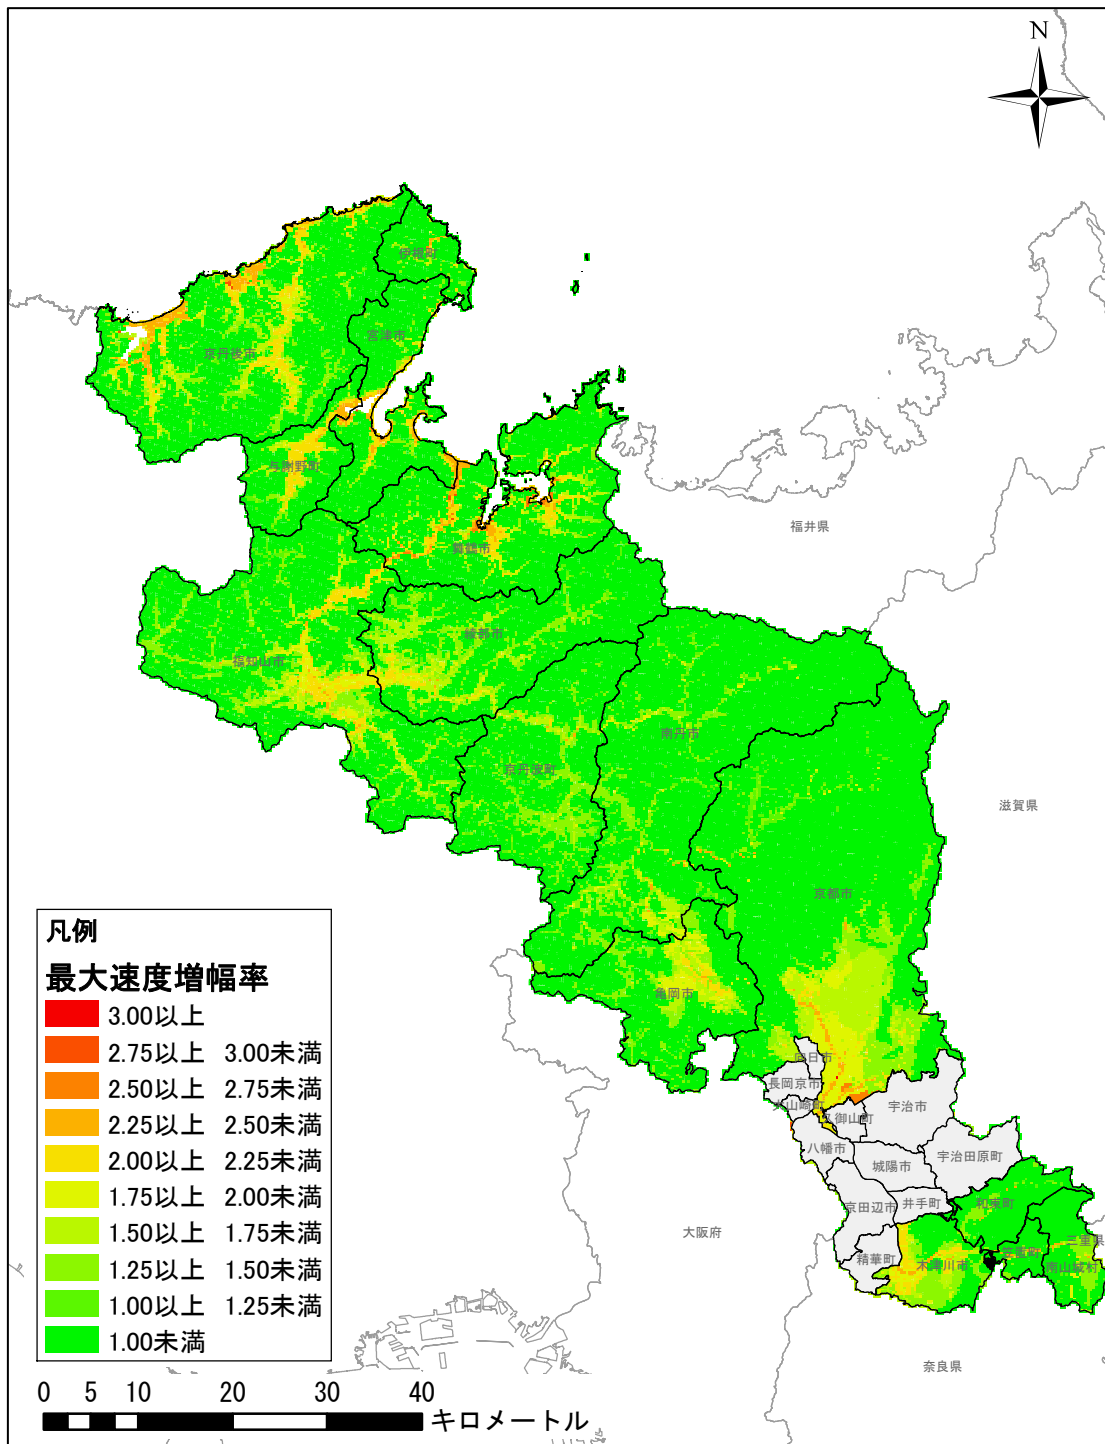 N
伊根町
宮津市
京丹後市
与謝野町
福井県
舞鶴市
綾部市
福知山市
南丹市
京丹波町
滋賀県
京都市
亀岡市
向日市
長岡京市
大山崎町
久御山町
宇治市
八幡市
城陽市
宇治田原町
京田辺市
井手町
和束町
大阪府
精華町
木津川市
笠置町
三重県
南山城村
奈良県
凡例
最大速度増幅率
3.00以上
2.75以上 3.00未満
2.50以上 2.75未満
2.25以上 2.50未満
2.00以上 2.25未満
1.75以上 2.00未満
1.50以上 1.75未満
1.25以上 1.50未満
1.00以上 1.25未満
1.00未満
0 5 10 20 30 40
キロメートル